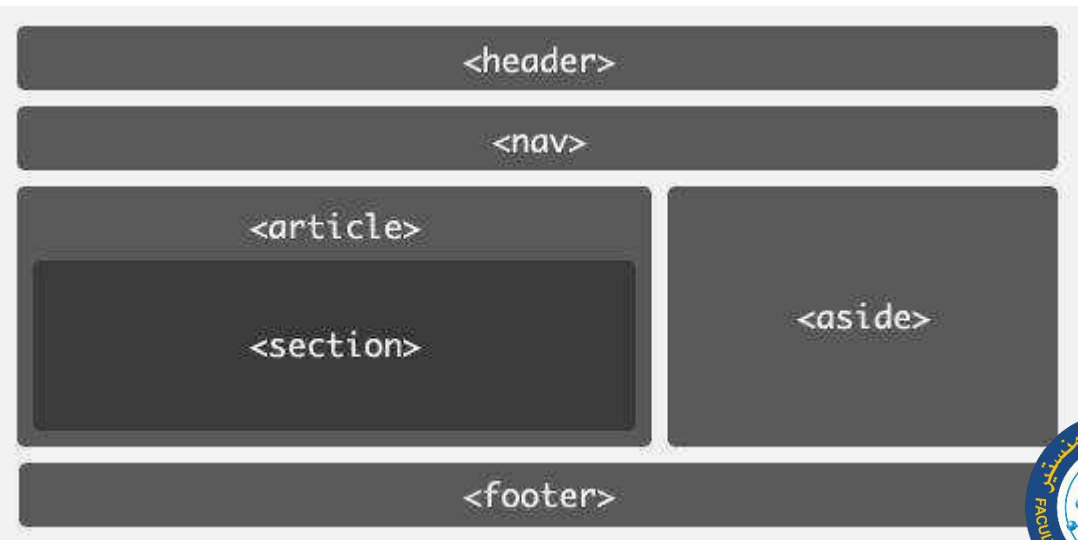 <header>
<nav>
<article>
<section>
<aside>
<footer>